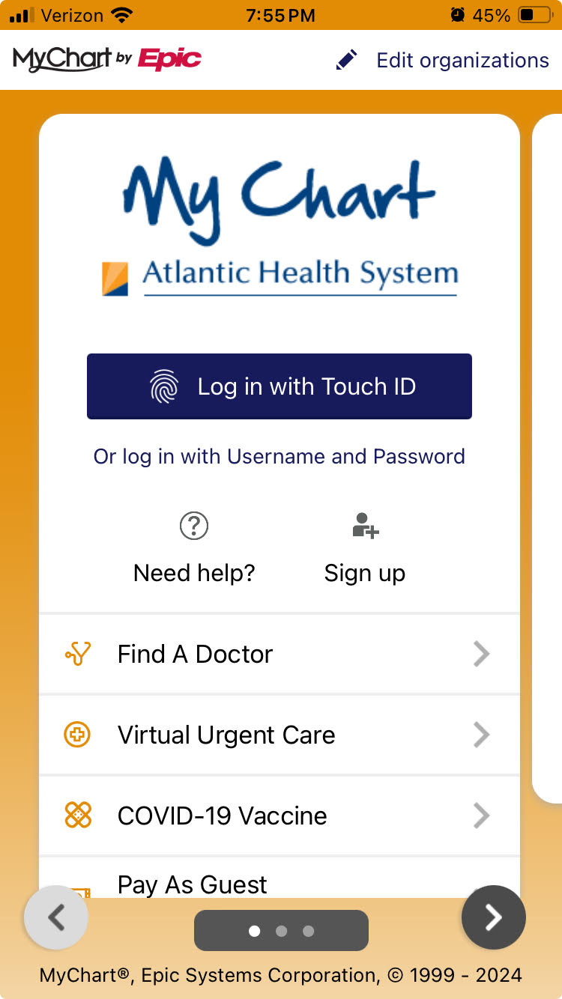 Verizon 7:55 PM 45%
MyChart by Epic Edit organizations
My Chart
Atlantic Health System
Log in with Touch ID
Or log in with Username and Password
Need help? Sign up
Find A Doctor
Virtual Urgent Care
COVID-19 Vaccine
Pay As Guest
MyChart®, Epic Systems Corporation, © 1999 - 2024